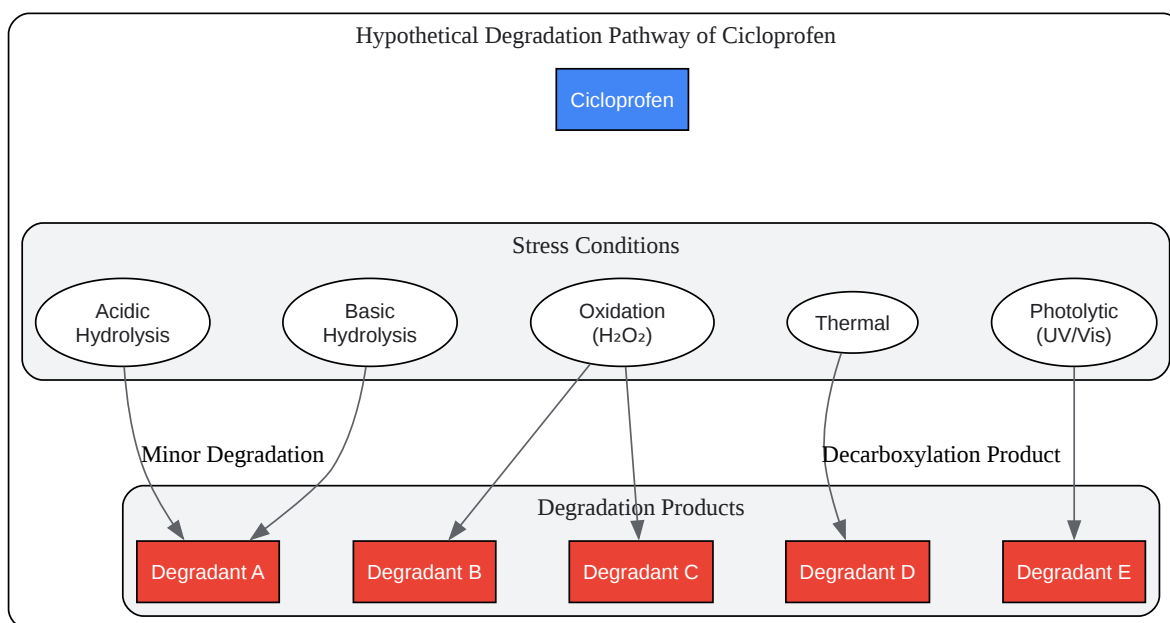 Hypothetical Degradation Pathway of Cicloprofen
Cicloprofen
Stress Conditions
Acidic
Hydrolysis
Basic
Hydrolysis
Oxidation
(H₂O₂)
Thermal
Photolytic
(UV/Vis)
Minor Degradation
Decarboxylation Product
Degradation Products
Degradant A
Degradant B
Degradant C
Degradant D
Degradant E